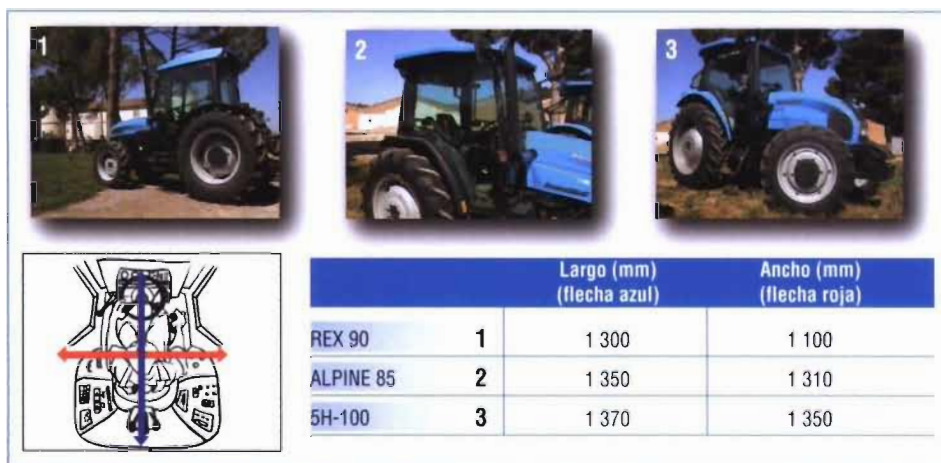 1
2
3
Largo (mm)
(flecha azul)
Ancho (mm)
(flecha roja)
REX 90 1 1 300 1 100
ALPINE 85 2 1 350 1 310
5H-100 3 1 370 1 350